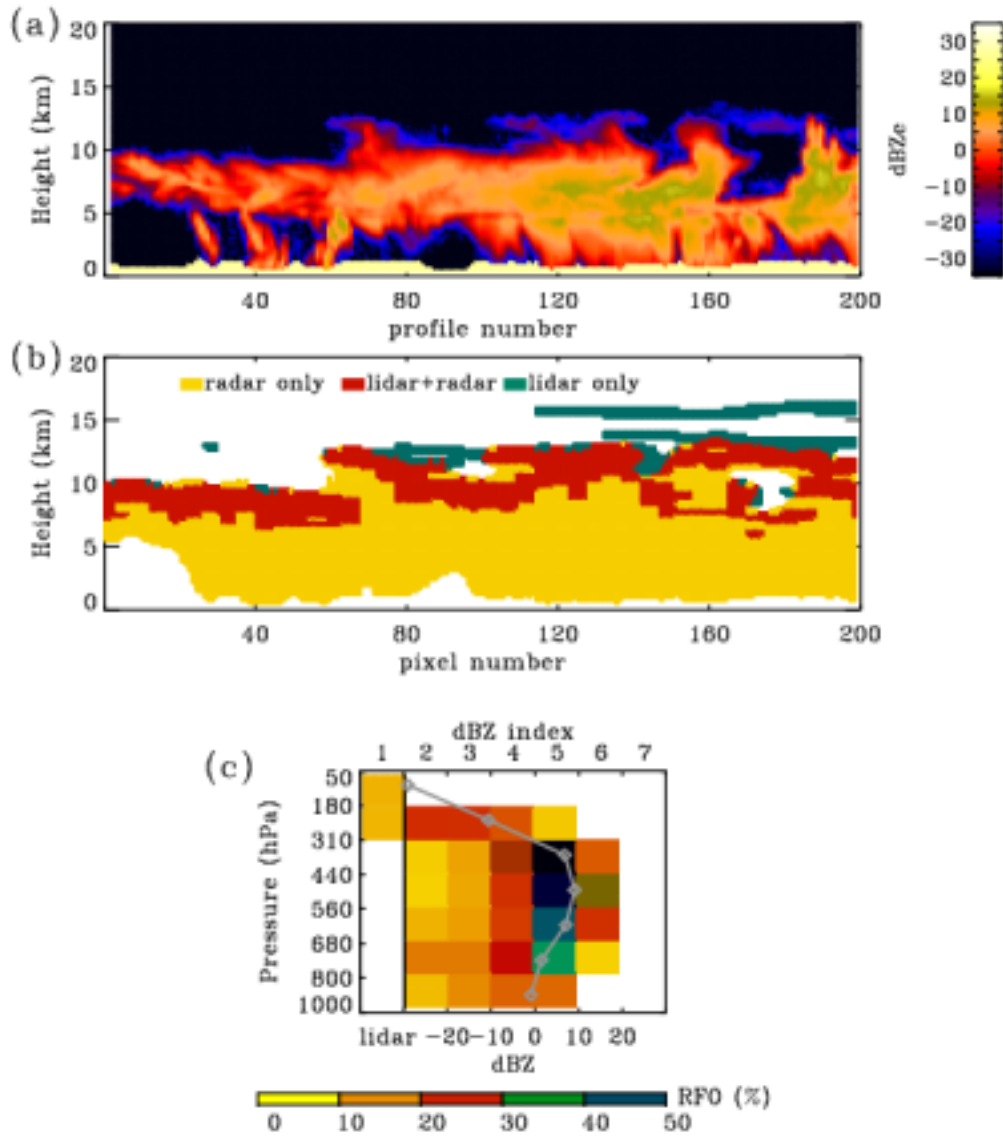 (a)
20
15
10
5
0
Height (km)
40 80 120 160 200
profile number
30
20
10
0
−10
−20
−30
dBZe
(b)
20
15
10
5
0
Height (km)
radar only lidar+radar lidar only
40 80 120 160 200
pixel number
(c)
dBZ index
1 2 3 4 5 6 7
50
180
310
440
560
680
800
1000
Pressure (hPa)
lidar −20 −10 0 10 20
dBZ
RFO (%)
0 10 20 30 40 50